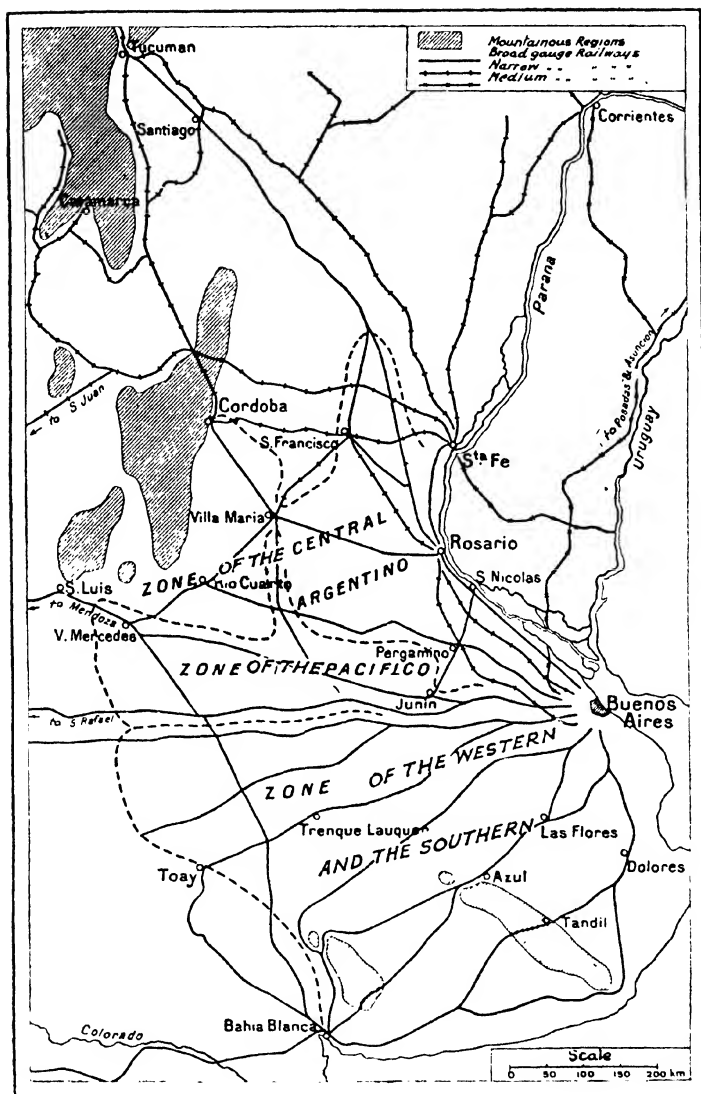 Mountainous Regions
Broad gauge Railways
Narrow " " " " "
Medium " " " " "
Tucuman
Santiago
Corrientes
Catamarca
Parana
to Posadas & Asuncion
Uruguay
to S Juan
Cordoba
S. Francisco
Sta Fe
Villa Maria
ZONE OF THE CENTRAL
ARGENTINO
Rosario
S. Nicolas
Rio Cuarto
S. Luis
to Mendoza
V. Mercedes
Pergamino
ZONE OF THE PACIFICO
Junin
Buenos
Aires
to S. Rafael
ZONE OF THE WESTERN
AND THE SOUTHERN
Trenque Lauquen
Las Flores
Dolores
Toay
Azul
Tandil
Bahia Blanca
Colorado
Scale
0 50 100 150 200 km